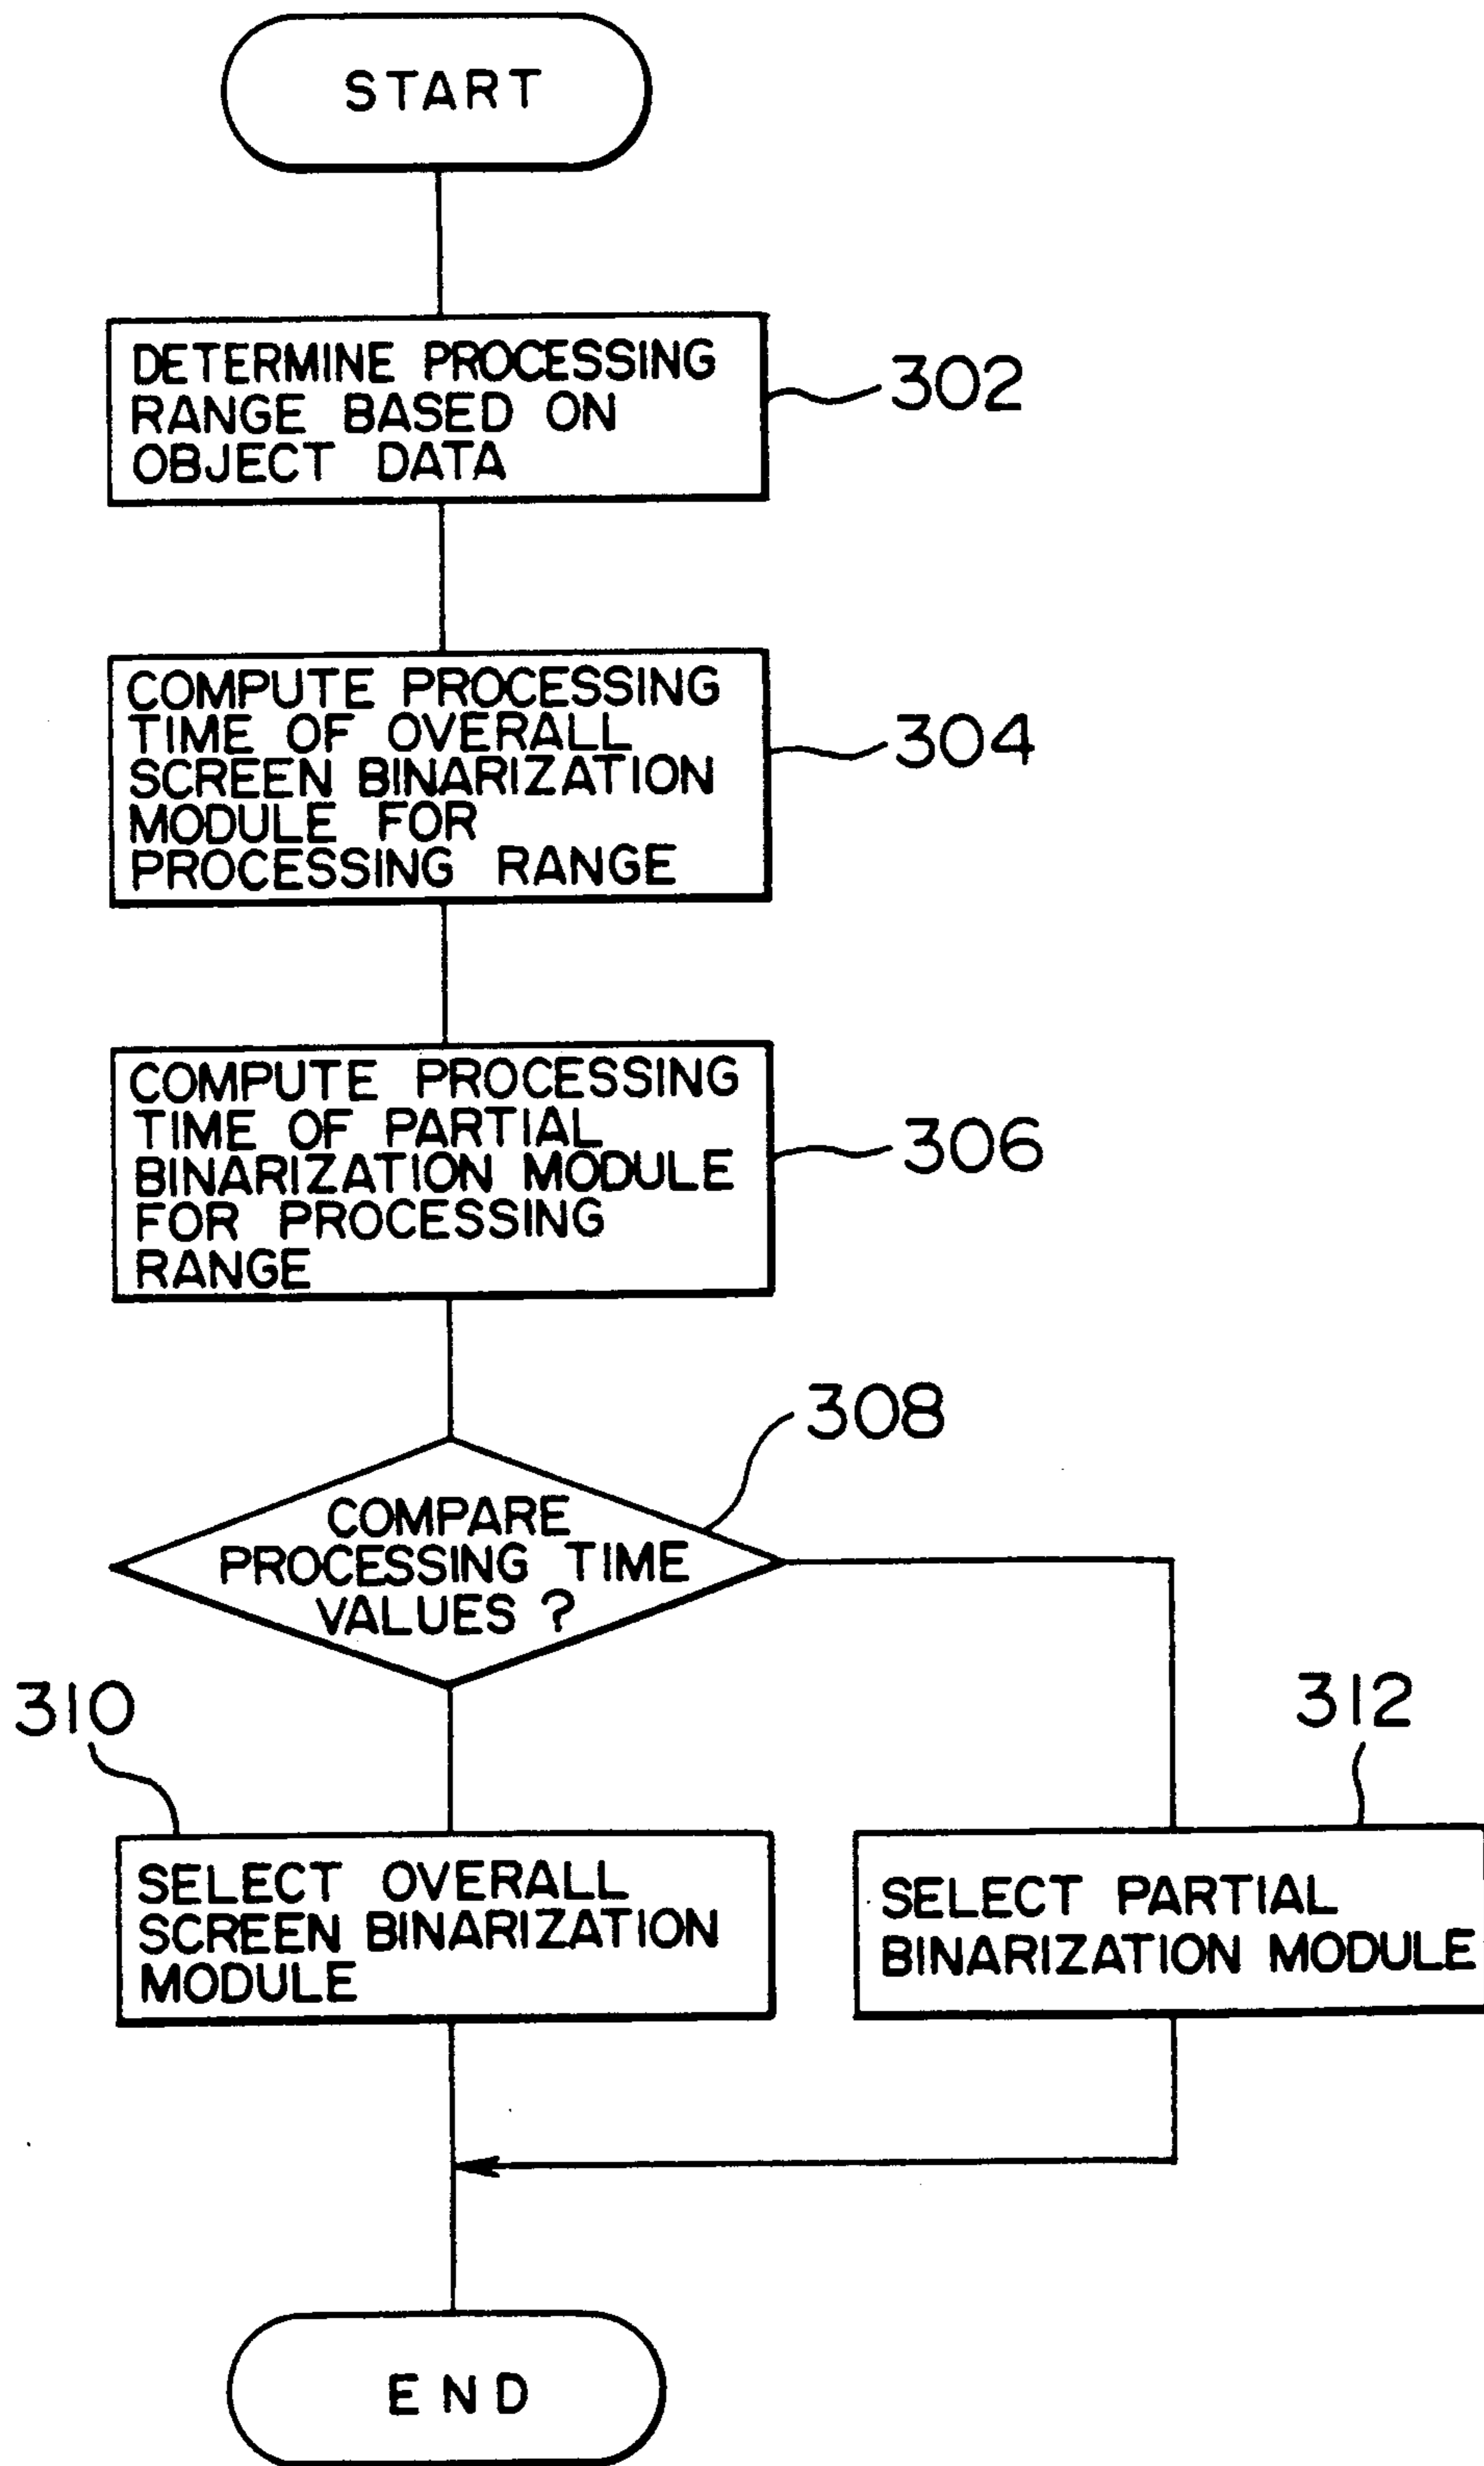 START
DETERMINE PROCESSING
RANGE BASED ON
OBJECT DATA
302
COMPUTE PROCESSING
TIME OF OVERALL
SCREEN BINARIZATION
MODULE FOR
PROCESSING RANGE
304
COMPUTE PROCESSING
TIME OF PARTIAL
BINARIZATION MODULE
FOR PROCESSING
RANGE
306
308
COMPARE
PROCESSING TIME
VALUES ?
310
SELECT OVERALL
SCREEN BINARIZATION
MODULE
312
SELECT PARTIAL
BINARIZATION MODULE
END